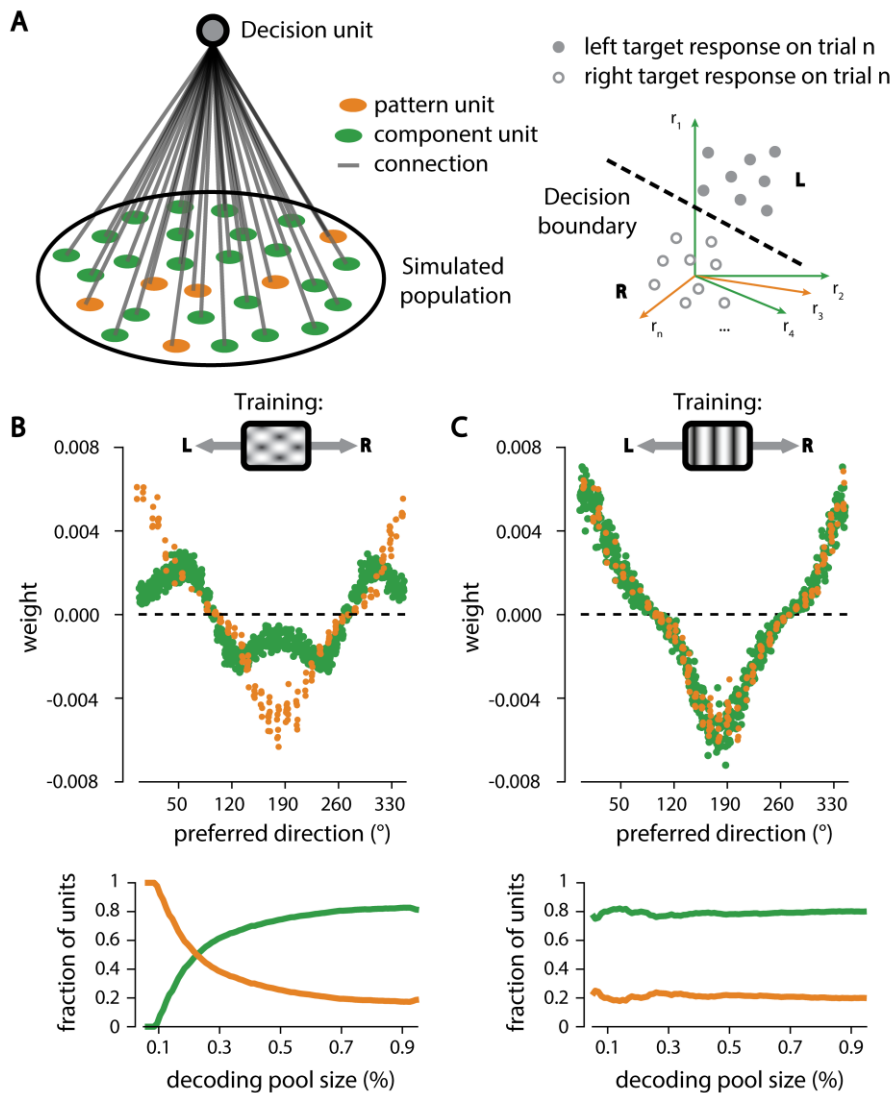 A
Decision unit
pattern unit
component unit
connection
Simulated
population
left target response on trial n
right target response on trial n
r1
L
Decision
boundary
R
r2
r3
r4
...
rn
B
Training:
L
R
0.008
0.004
0.000
-0.004
-0.008
weight
50
120
190
260
330
preferred direction (°)
1
0.8
0.6
0.4
0.2
0
fraction of units
0.1
0.3
0.5
0.7
0.9
decoding pool size (%)
C
Training:
L
R
0.008
0.004
0.000
-0.004
-0.008
weight
50
120
190
260
330
preferred direction (°)
1
0.8
0.6
0.4
0.2
0
fraction of units
0.1
0.3
0.5
0.7
0.9
decoding pool size (%)